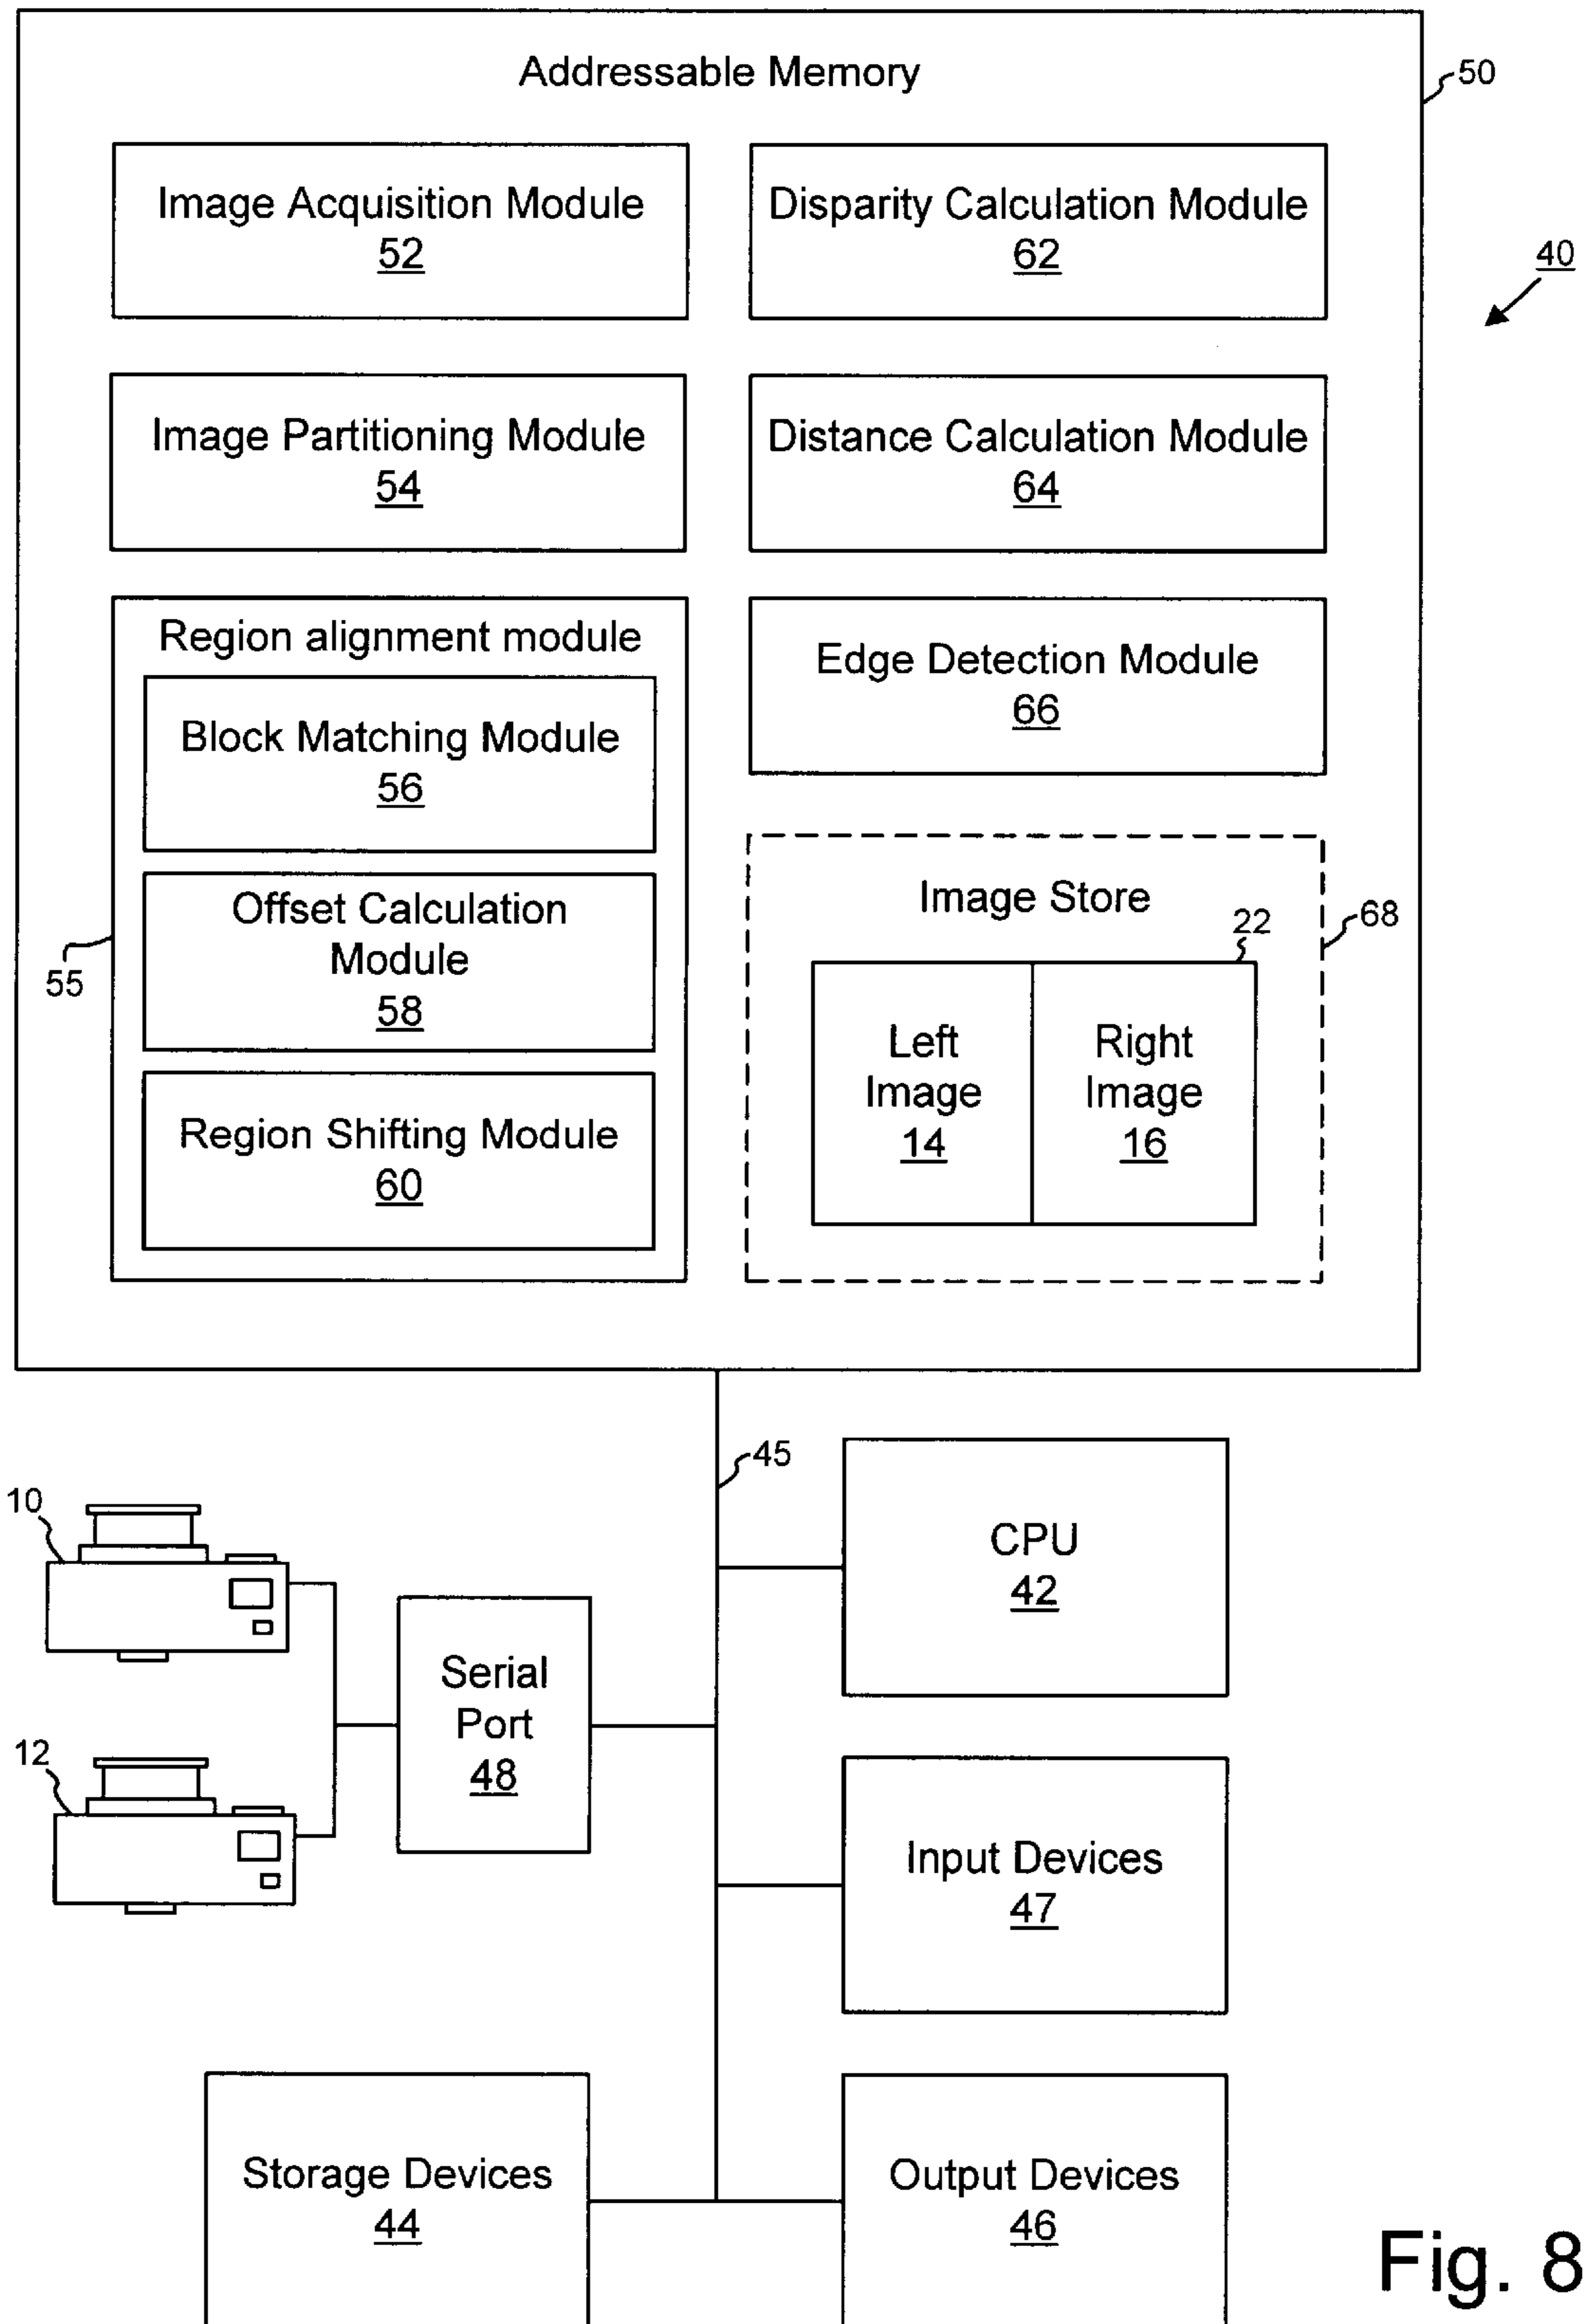 Addressable Memory
50
Image Acquisition Module
52
Disparity Calculation Module
62
40
Image Partitioning Module
54
Distance Calculation Module
64
Region alignment module
Block Matching Module
56
Offset Calculation
Module
58
Region Shifting Module
60
55
Edge Detection Module
66
Image Store
68
22
Left
Image
14
Right
Image
16
45
10
12
Serial
Port
48
CPU
42
Input Devices
47
Storage Devices
44
Output Devices
46
Fig. 8